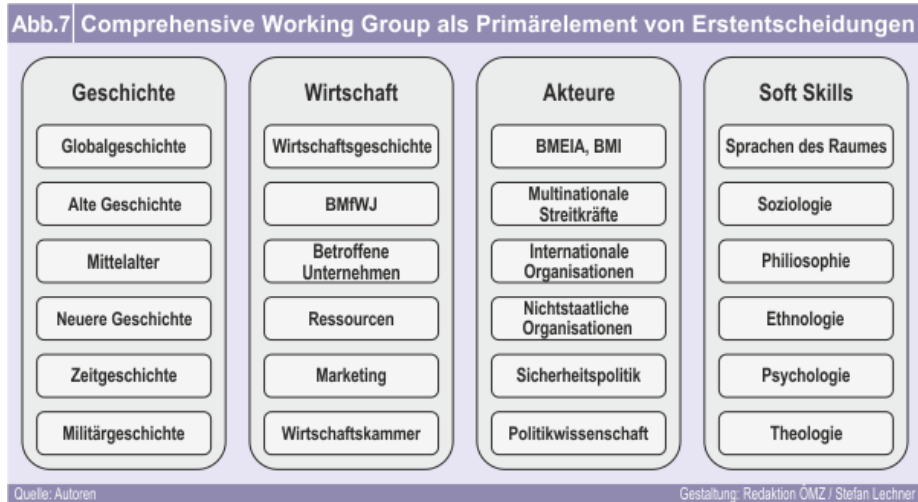 Abb.7 Comprehensive Working Group als Primärelement von Erstentscheidungen
Geschichte
Globalgeschichte
Alte Geschichte
Mittelalter
Neuere Geschichte
Zeitgeschichte
Militärgeschichte
Wirtschaft
Wirtschaftsgeschichte
BMfWJ
Betroffene
Unternehmen
Ressourcen
Marketing
Wirtschaftskammer
Akteure
BMEIA, BMI
Multinationale
Streitkräfte
Internationale
Organisationen
Nichtstaatliche
Organisationen
Sicherheitspolitik
Politikwissenschaft
Soft Skills
Sprachen des Raumes
Soziologie
Philiosophie
Ethnologie
Psychologie
Theologie
Quelle: Autoren
Gestaltung: Redaktion ÖMZ / Stefan Lechner